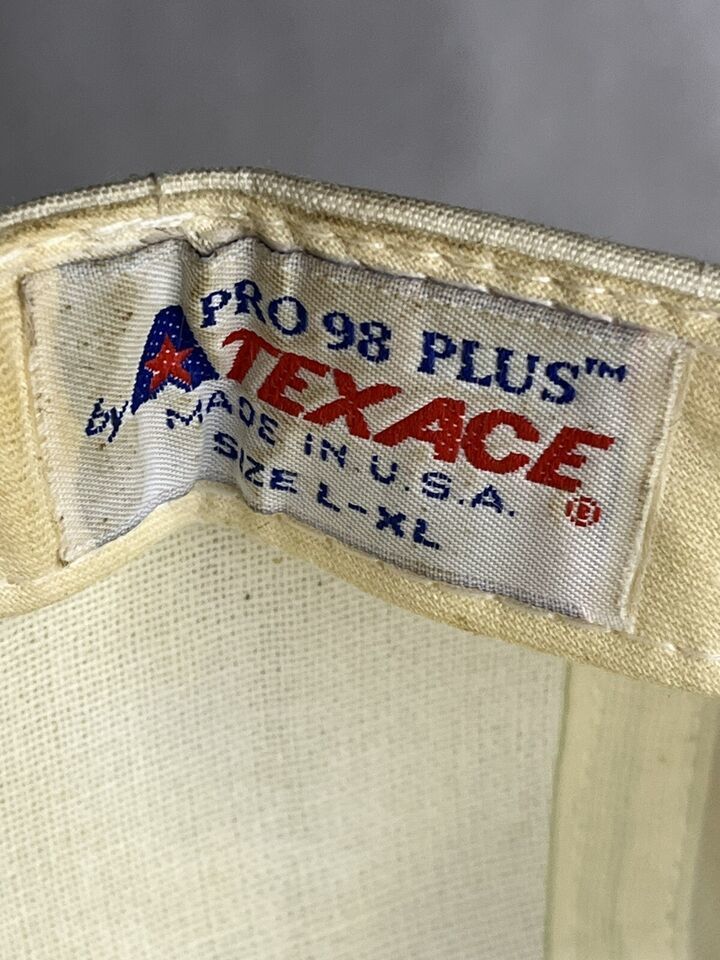 PRO 98 PLUS™
by A TEXACE®
MADE IN U.S.A.
SIZE L-XL